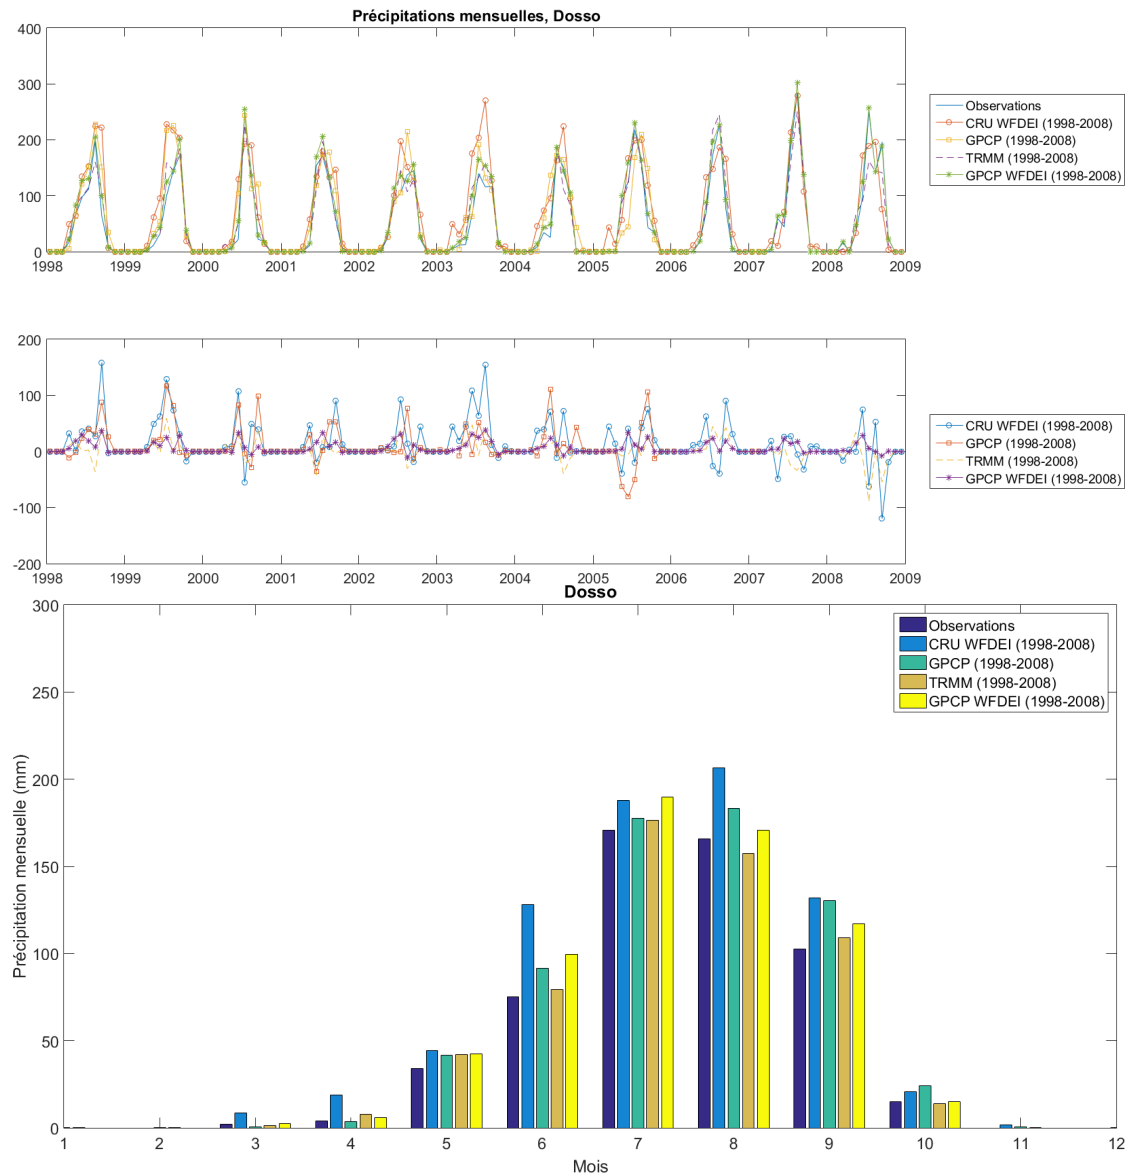 Précipitations mensuelles, Dosso
400
300
200
100
0
1998 1999 2000 2001 2002 2003 2004 2005 2006 2007 2008 2009
Observations
CRU WFDEI (1998-2008)
GPCP (1998-2008)
TRMM (1998-2008)
GPCP WFDEI (1998-2008)
200
100
0
-100
-200
1998 1999 2000 2001 2002 2003 2004 2005 2006 2007 2008 2009
CRU WFDEI (1998-2008)
GPCP (1998-2008)
TRMM (1998-2008)
GPCP WFDEI (1998-2008)
Dosso
300
250
200
150
100
50
0
Précipitation mensuelle (mm)
Observations
CRU WFDEI (1998-2008)
GPCP (1998-2008)
TRMM (1998-2008)
GPCP WFDEI (1998-2008)
1 2 3 4 5 6 7 8 9 10 11 12
Mois